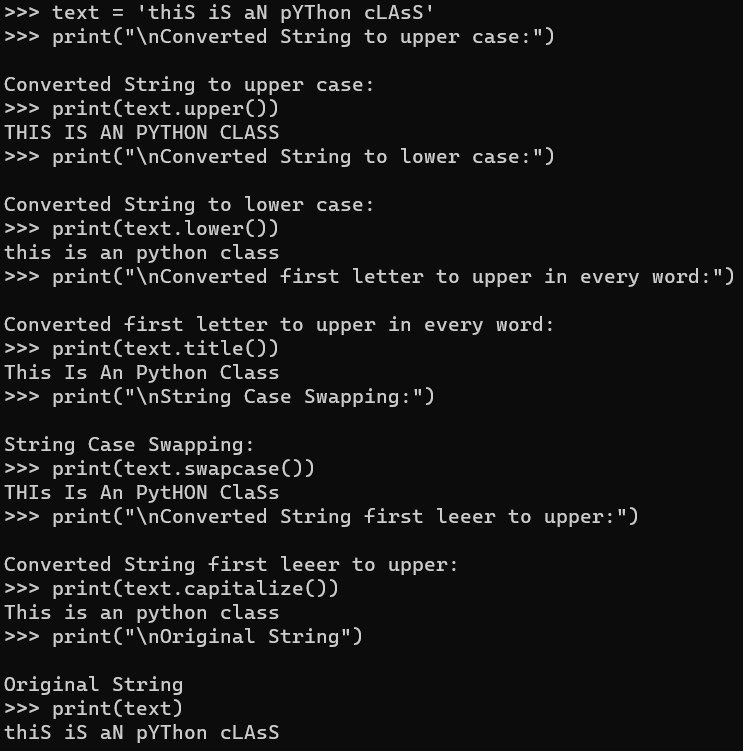 >>> text = 'thiS iS aN pYThon cLAsS'
>>> print("\nConverted String to upper case:")
Converted String to upper case:
>>> print(text.upper())
THIS IS AN PYTHON CLASS
>>> print("\nConverted String to lower case:")
Converted String to lower case:
>>> print(text.lower())
this is an python class
>>> print("\nConverted first letter to upper in every word:")
Converted first letter to upper in every word:
>>> print(text.title())
This Is An Python Class
>>> print("\nString Case Swapping:")
String Case Swapping:
>>> print(text.swapcase())
THIs Is An PytHON ClaSs
>>> print("\nConverted String first leeer to upper:")
Converted String first leeer to upper:
>>> print(text.capitalize())
This is an python class
>>> print("\nOriginal String")
Original String
>>> print(text)
thiS iS aN pYThon cLAsS